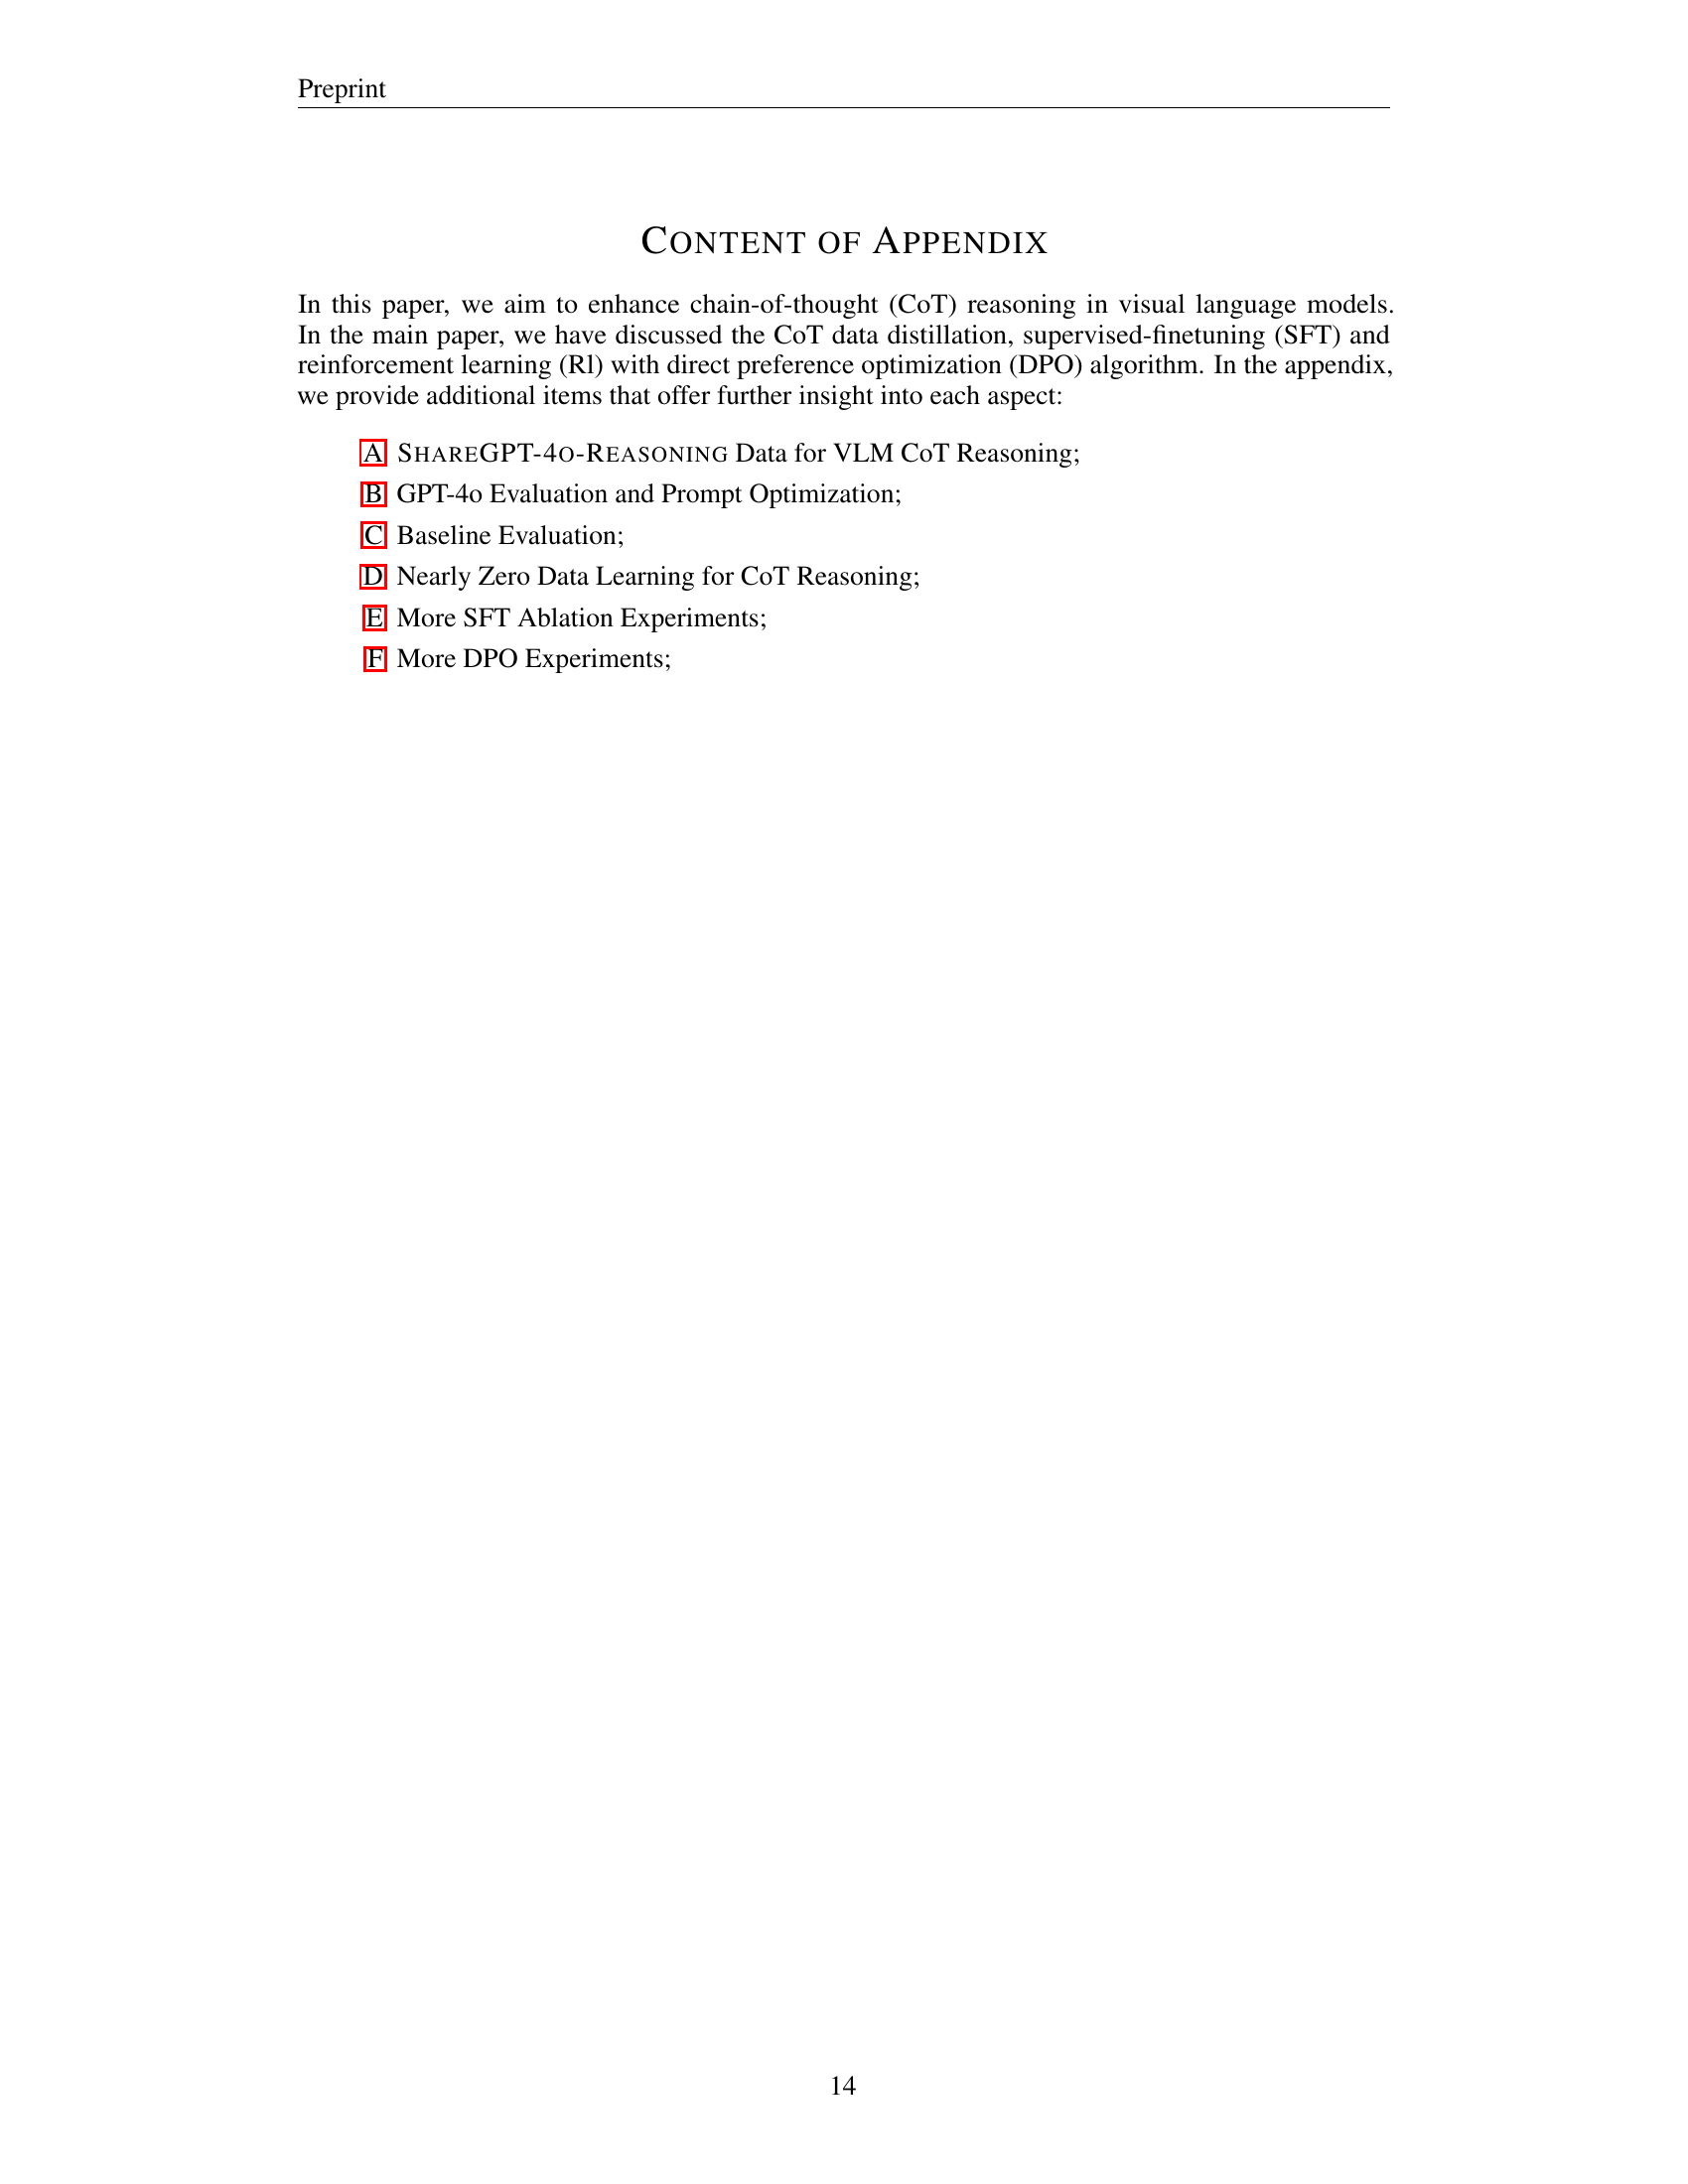 Preprint
CONTENT OF APPENDIX
In this paper, we aim to enhance chain-of-thought (CoT) reasoning in visual language models.
In the main paper, we have discussed the CoT data distillation, supervised-finetuning (SFT) and
reinforcement learning (Rl) with direct preference optimization (DPO) algorithm. In the appendix,
we provide additional items that offer further insight into each aspect:
A SHAREGPT-4O-REASONING Data for VLM CoT Reasoning;
B GPT-4o Evaluation and Prompt Optimization;
C Baseline Evaluation;
D Nearly Zero Data Learning for CoT Reasoning;
E More SFT Ablation Experiments;
F More DPO Experiments;
14